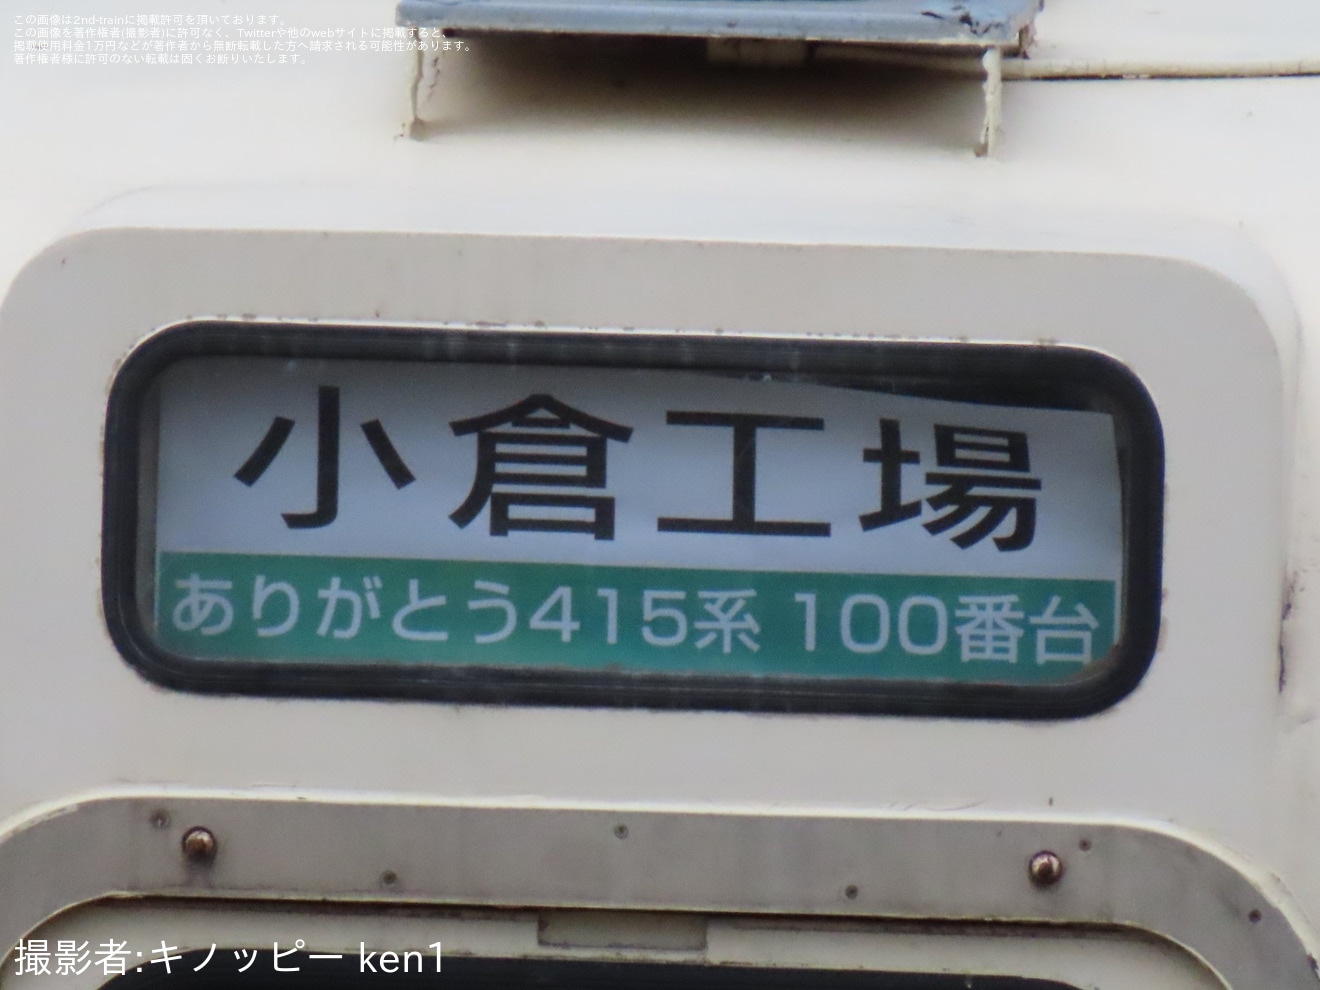 この画像は2nd-trainに掲載許可を頂いております。
この画像を著作権者(撮影者)に許可なく、Twitterや他のwebサイトに掲載すると、
掲載使用料金1万円などが著作者から無断転載した方へ請求される可能性があります。
著作権者様に許可のない転載は固くお断りいたします。
小倉工場
ありがとう415系 100番台
撮影者:キノッピー ken1